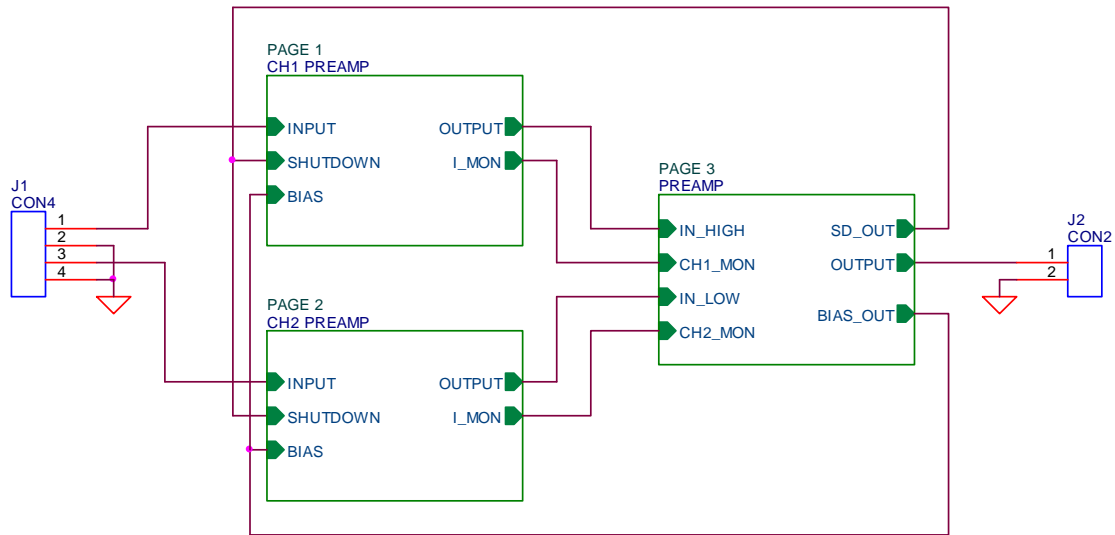 PAGE 1
CH1 PREAMP
INPUT
SHUTDOWN
BIAS
OUTPUT
I_MON
J1
CON4
1
2
3
4
PAGE 2
CH2 PREAMP
INPUT
SHUTDOWN
BIAS
OUTPUT
I_MON
PAGE 3
PREAMP
IN_HIGH
CH1_MON
IN_LOW
CH2_MON
SD_OUT
OUTPUT
BIAS_OUT
J2
CON2
1
2